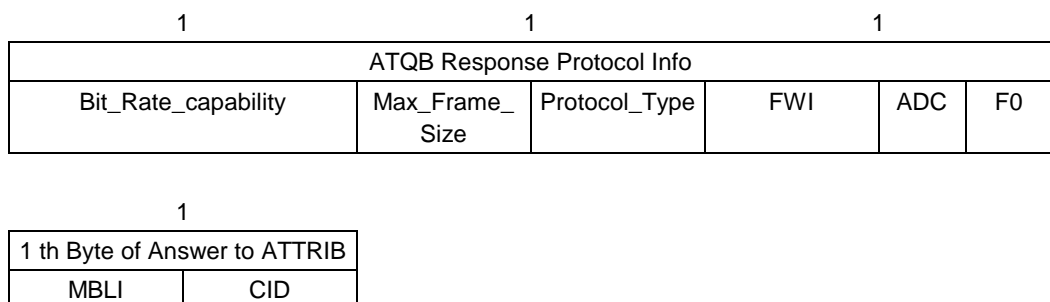 1 1 1
ATQB Response Protocol Info
Bit_Rate_capability Max_Frame_ Protocol_Type FWI ADC F0
Size
1
1 th Byte of Answer to ATTRIB
MBLI CID